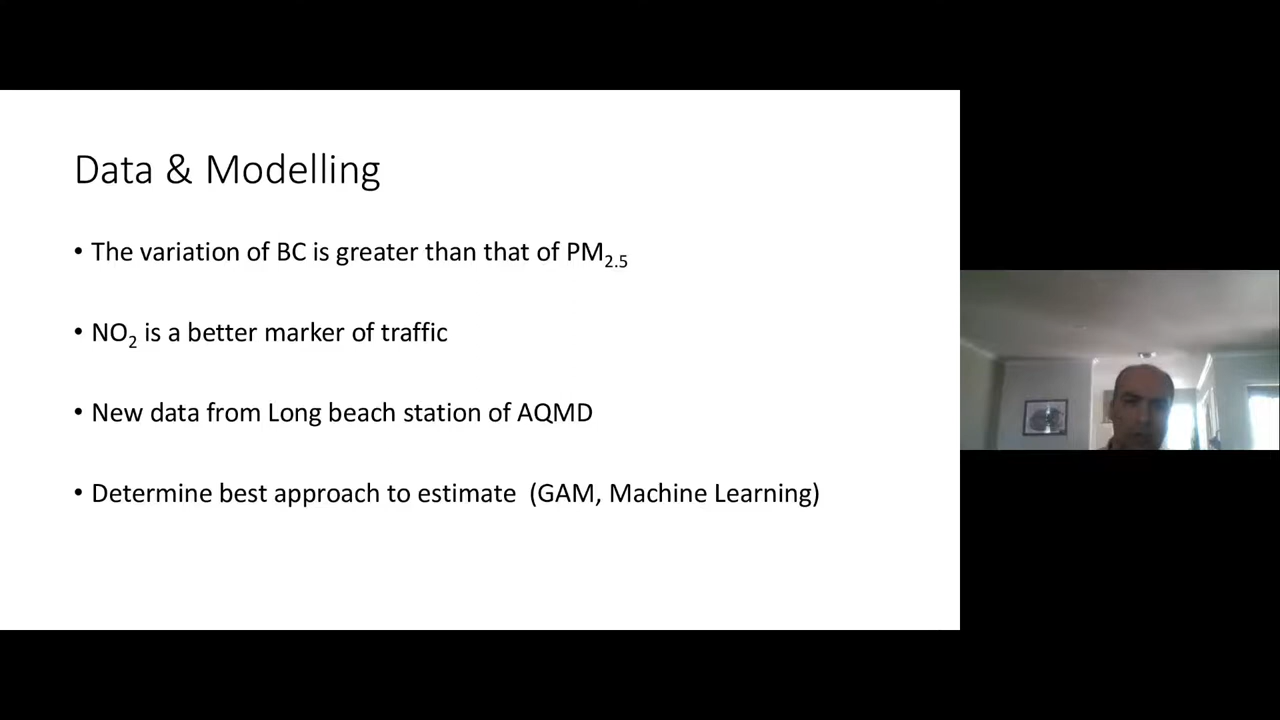 Data & Modelling
• The variation of BC is greater than that of PM2.5
• NO2 is a better marker of traffic
• New data from Long beach station of AQMD
• Determine best approach to estimate  (GAM, Machine Learning)